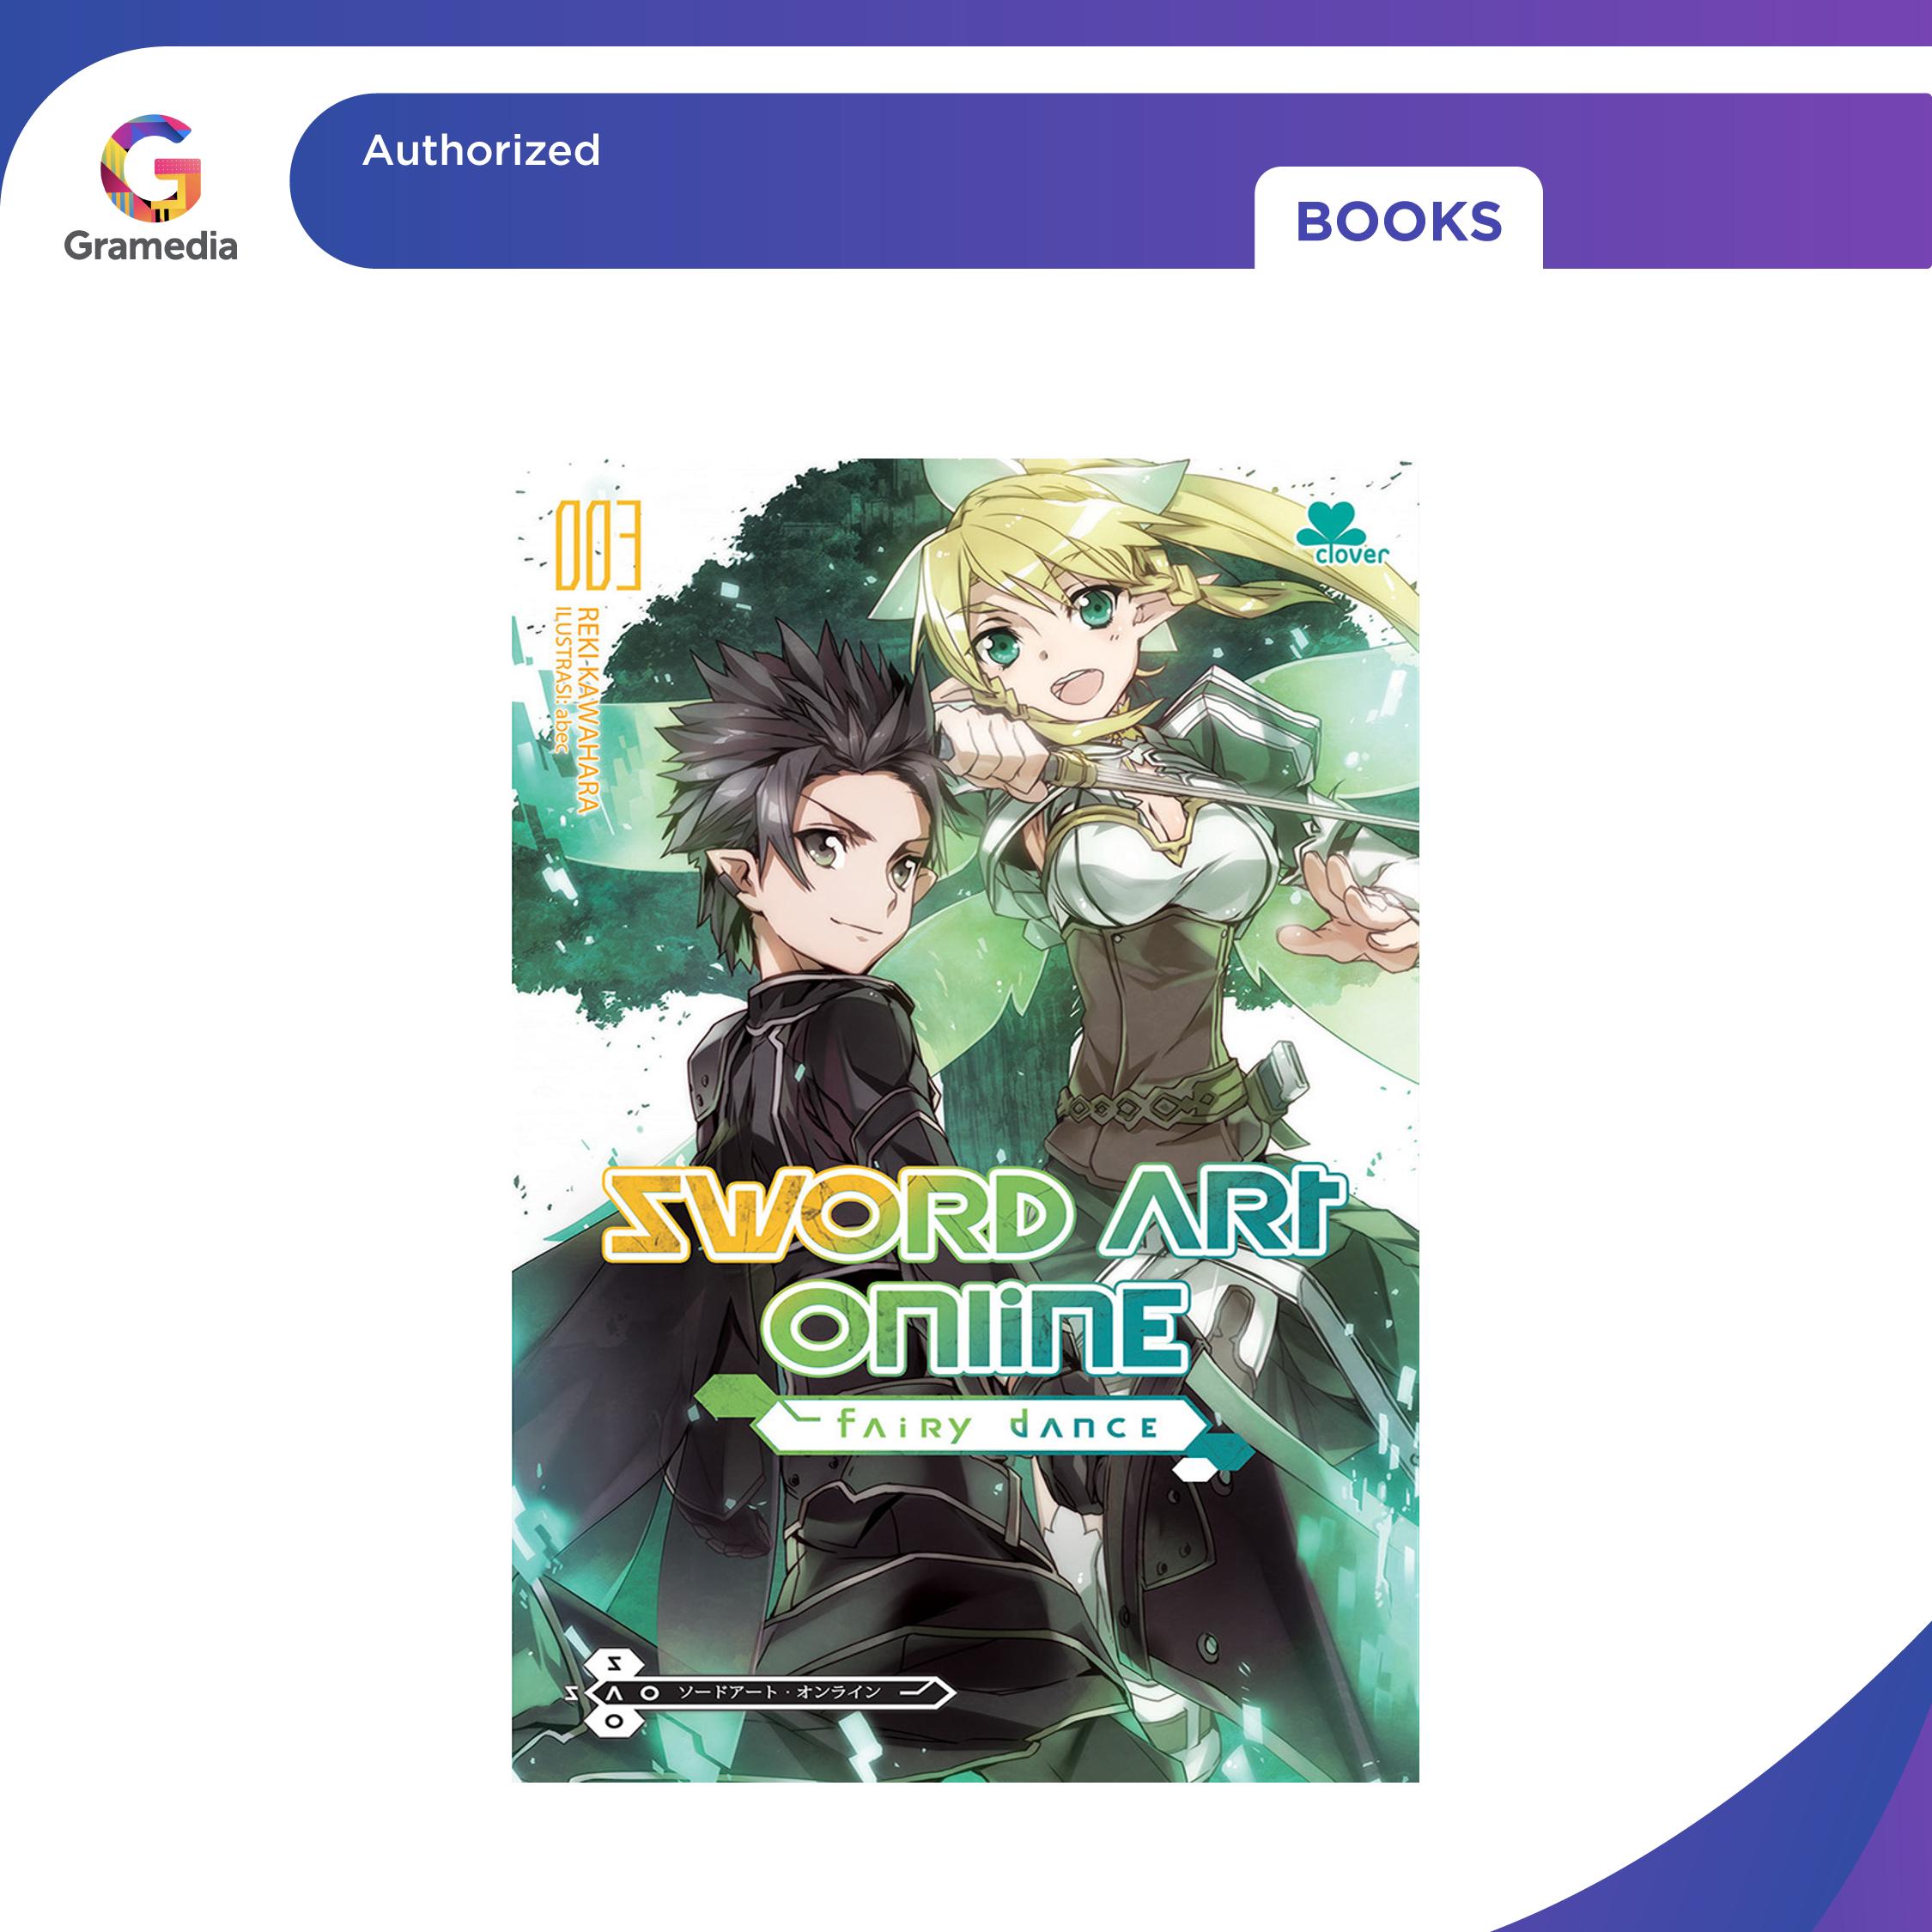 Gramedia
Authorized
BOOKS
003
REKI KAWAHARA
ILUSTRASI: abec
clover
SWORD ART
ONLINE
FAIRY DANCE
S
S A O ソードアート・オンライン
O